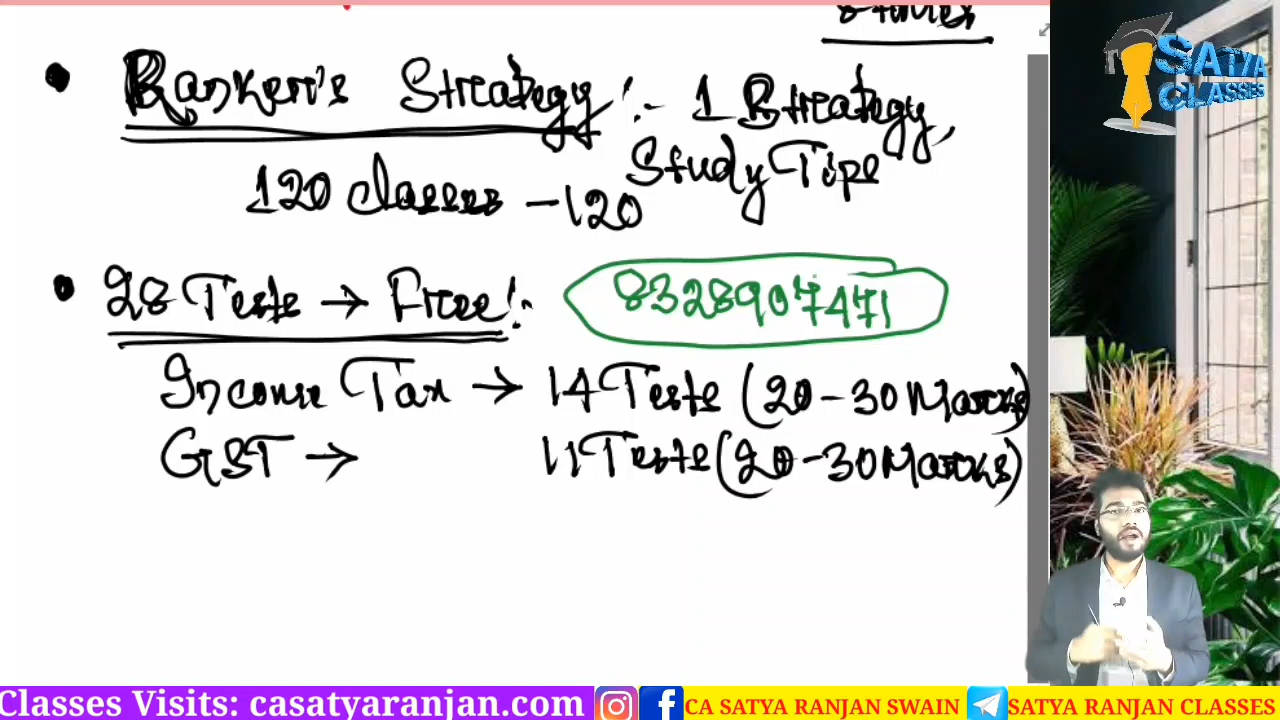 • Ranker's Strategy :- 1 Strategy,
Study Tips
120 classes - 120
• 28 Tests → Free :- 8328907471
Income Tax → 14 Tests (20-30 Marks)
GST → 11 Tests (20-30 Marks)
SATYA
CLASSES
Classes Visits: casatyaranjan.com CA SATYA RANJAN SWAIN SATYA RANJAN CLASSES